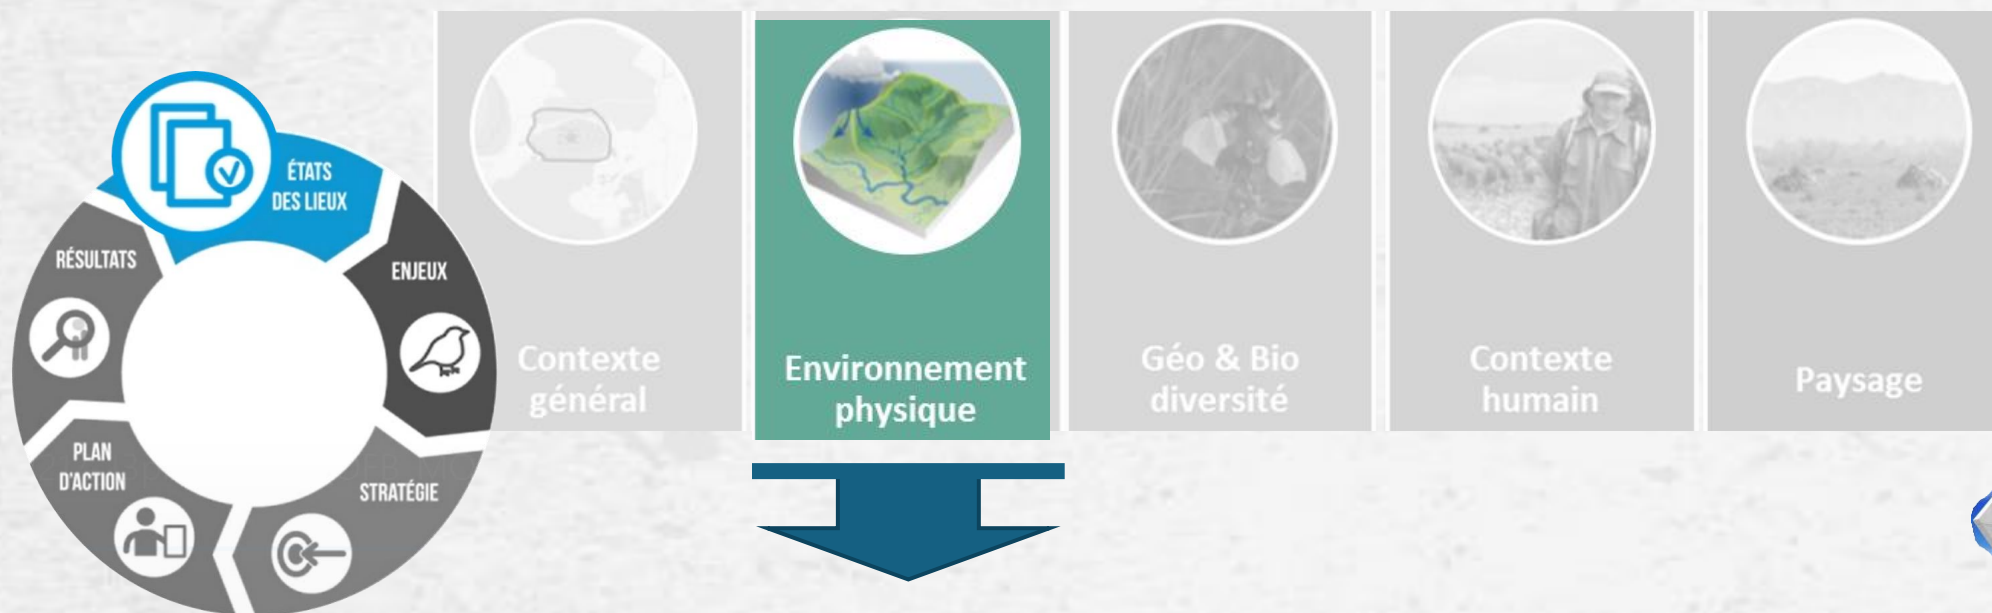 ÉTATS
DES LIEUX
ENJEUX
STRATÉGIE
PLAN
D'ACTION
RÉSULTATS
Contexte
général
Environnement
physique
Géo & Bio
diversité
Contexte
humain
Paysage